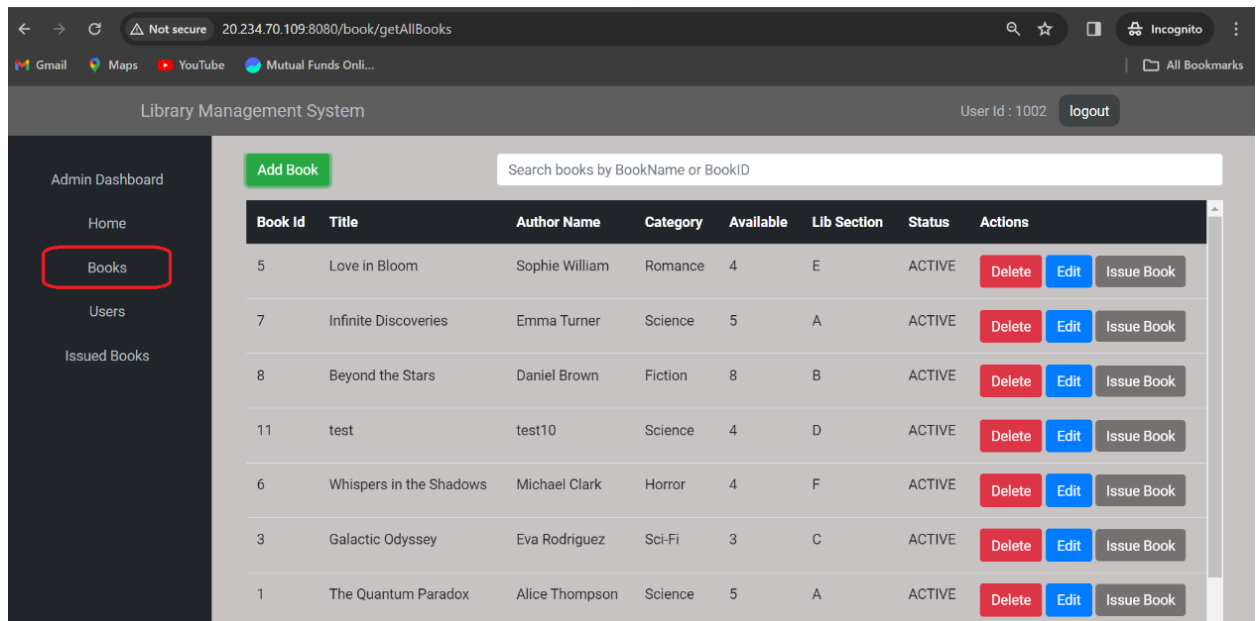 Not secure 20.234.70.109:8080/book/getAllBooks Incognito
Gmail Maps YouTube Mutual Funds Onli... All Bookmarks
Library Management System User Id : 1002 logout
Admin Dashboard
Home
Books
Users
Issued Books
Add Book Search books by BookName or BookID
Book Id Title Author Name Category Available Lib Section Status Actions
5 Love in Bloom Sophie William Romance 4 E ACTIVE Delete Edit Issue Book
7 Infinite Discoveries Emma Turner Science 5 A ACTIVE Delete Edit Issue Book
8 Beyond the Stars Daniel Brown Fiction 8 B ACTIVE Delete Edit Issue Book
11 test test10 Science 4 D ACTIVE Delete Edit Issue Book
6 Whispers in the Shadows Michael Clark Horror 4 F ACTIVE Delete Edit Issue Book
3 Galactic Odyssey Eva Rodriguez Sci-Fi 3 C ACTIVE Delete Edit Issue Book
1 The Quantum Paradox Alice Thompson Science 5 A ACTIVE Delete Edit Issue Book